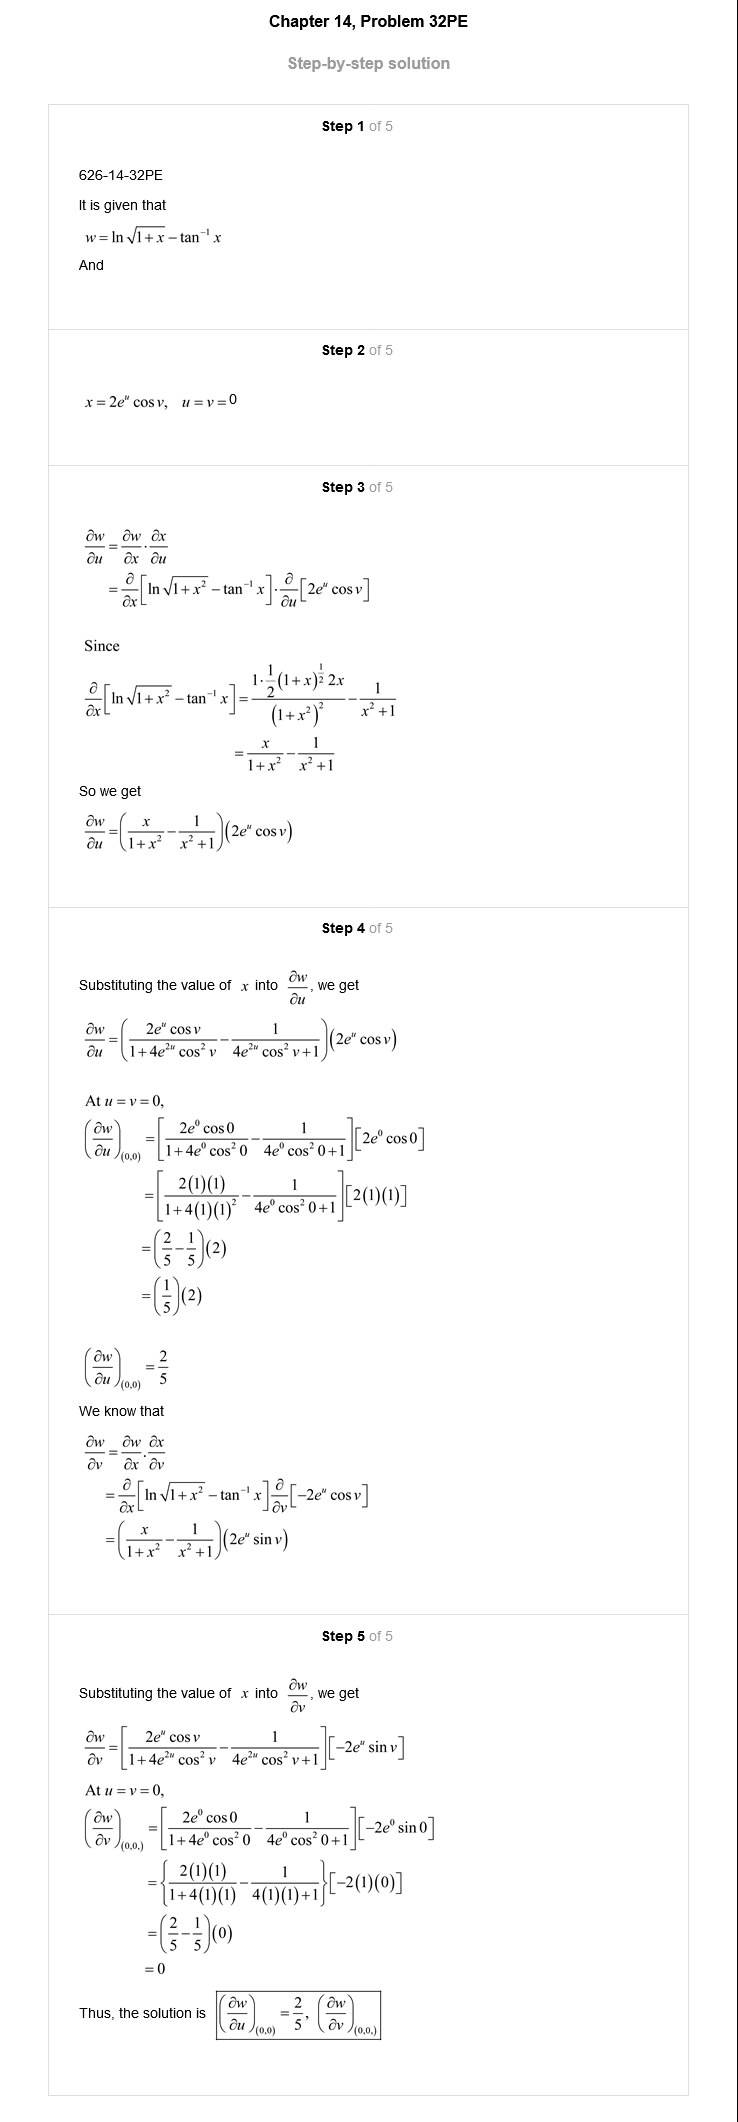 Chapter 14, Problem 32PE
Step-by-step solution
Step 1 of 5
626-14-32PE
It is given that
$w = \ln \sqrt{1+x} - \tan^{-1} x$
And
Step 2 of 5
$x = 2e^{u} \cos v, \quad u = v = 0$
Step 3 of 5
$\frac{\partial w}{\partial u} = \frac{\partial w}{\partial x} \cdot \frac{\partial x}{\partial u}$
$= \frac{\partial}{\partial x}\left[\ln \sqrt{1+x^{2}} - \tan^{-1} x\right] \cdot \frac{\partial}{\partial u}\left[2e^{u} \cos v\right]$
Since
$\frac{\partial}{\partial x}\left[\ln \sqrt{1+x^{2}} - \tan^{-1} x\right] = \frac{1 \cdot \frac{1}{2}(1+x)^{\frac{1}{2}} 2x}{(1+x^{2})^{2}} - \frac{1}{x^{2}+1}$
$= \frac{x}{1+x^{2}} - \frac{1}{x^{2}+1}$
So we get
$\frac{\partial w}{\partial u} = \left(\frac{x}{1+x^{2}} - \frac{1}{x^{2}+1}\right)(2e^{u} \cos v)$
Step 4 of 5
Substituting the value of $x$ into $\frac{\partial w}{\partial u}$, we get
$\frac{\partial w}{\partial u} = \left(\frac{2e^{u} \cos v}{1+4e^{2u} \cos^{2} v} - \frac{1}{4e^{2u} \cos^{2} v+1}\right)(2e^{u} \cos v)$
At $u = v = 0$,
$\left(\frac{\partial w}{\partial u}\right)_{(0,0)} = \left[\frac{2e^{0} \cos 0}{1+4e^{0} \cos^{2} 0} - \frac{1}{4e^{0} \cos^{2} 0+1}\right]\left[2e^{0} \cos 0\right]$
$= \left[\frac{2(1)(1)}{1+4(1)(1)^{2}} - \frac{1}{4e^{0} \cos^{2} 0+1}\right]\left[2(1)(1)\right]$
$= \left(\frac{2}{5} - \frac{1}{5}\right)(2)$
$= \left(\frac{1}{5}\right)(2)$
$\left(\frac{\partial w}{\partial u}\right)_{(0,0)} = \frac{2}{5}$
We know that
$\frac{\partial w}{\partial v} = \frac{\partial w}{\partial x} \cdot \frac{\partial x}{\partial v}$
$= \frac{\partial}{\partial x}\left[\ln \sqrt{1+x^{2}} - \tan^{-1} x\right] \frac{\partial}{\partial v}\left[-2e^{u} \cos v\right]$
$= \left(\frac{x}{1+x^{2}} - \frac{1}{x^{2}+1}\right)(2e^{u} \sin v)$
Step 5 of 5
Substituting the value of $x$ into $\frac{\partial w}{\partial v}$, we get
$\frac{\partial w}{\partial v} = \left[\frac{2e^{u} \cos v}{1+4e^{2u} \cos^{2} v} - \frac{1}{4e^{2u} \cos^{2} v+1}\right]\left[-2e^{u} \sin v\right]$
At $u = v = 0$,
$\left(\frac{\partial w}{\partial v}\right)_{(0,0,)} = \left[\frac{2e^{0} \cos 0}{1+4e^{0} \cos^{2} 0} - \frac{1}{4e^{0} \cos^{2} 0+1}\right]\left[-2e^{0} \sin 0\right]$
$= \left\{\frac{2(1)(1)}{1+4(1)(1)} - \frac{1}{4(1)(1)+1}\right\}\left[-2(1)(0)\right]$
$= \left(\frac{2}{5} - \frac{1}{5}\right)(0)$
$= 0$
Thus, the solution is $\left(\frac{\partial w}{\partial u}\right)_{(0,0)} = \frac{2}{5}, \left(\frac{\partial w}{\partial v}\right)_{(0,0,)}$